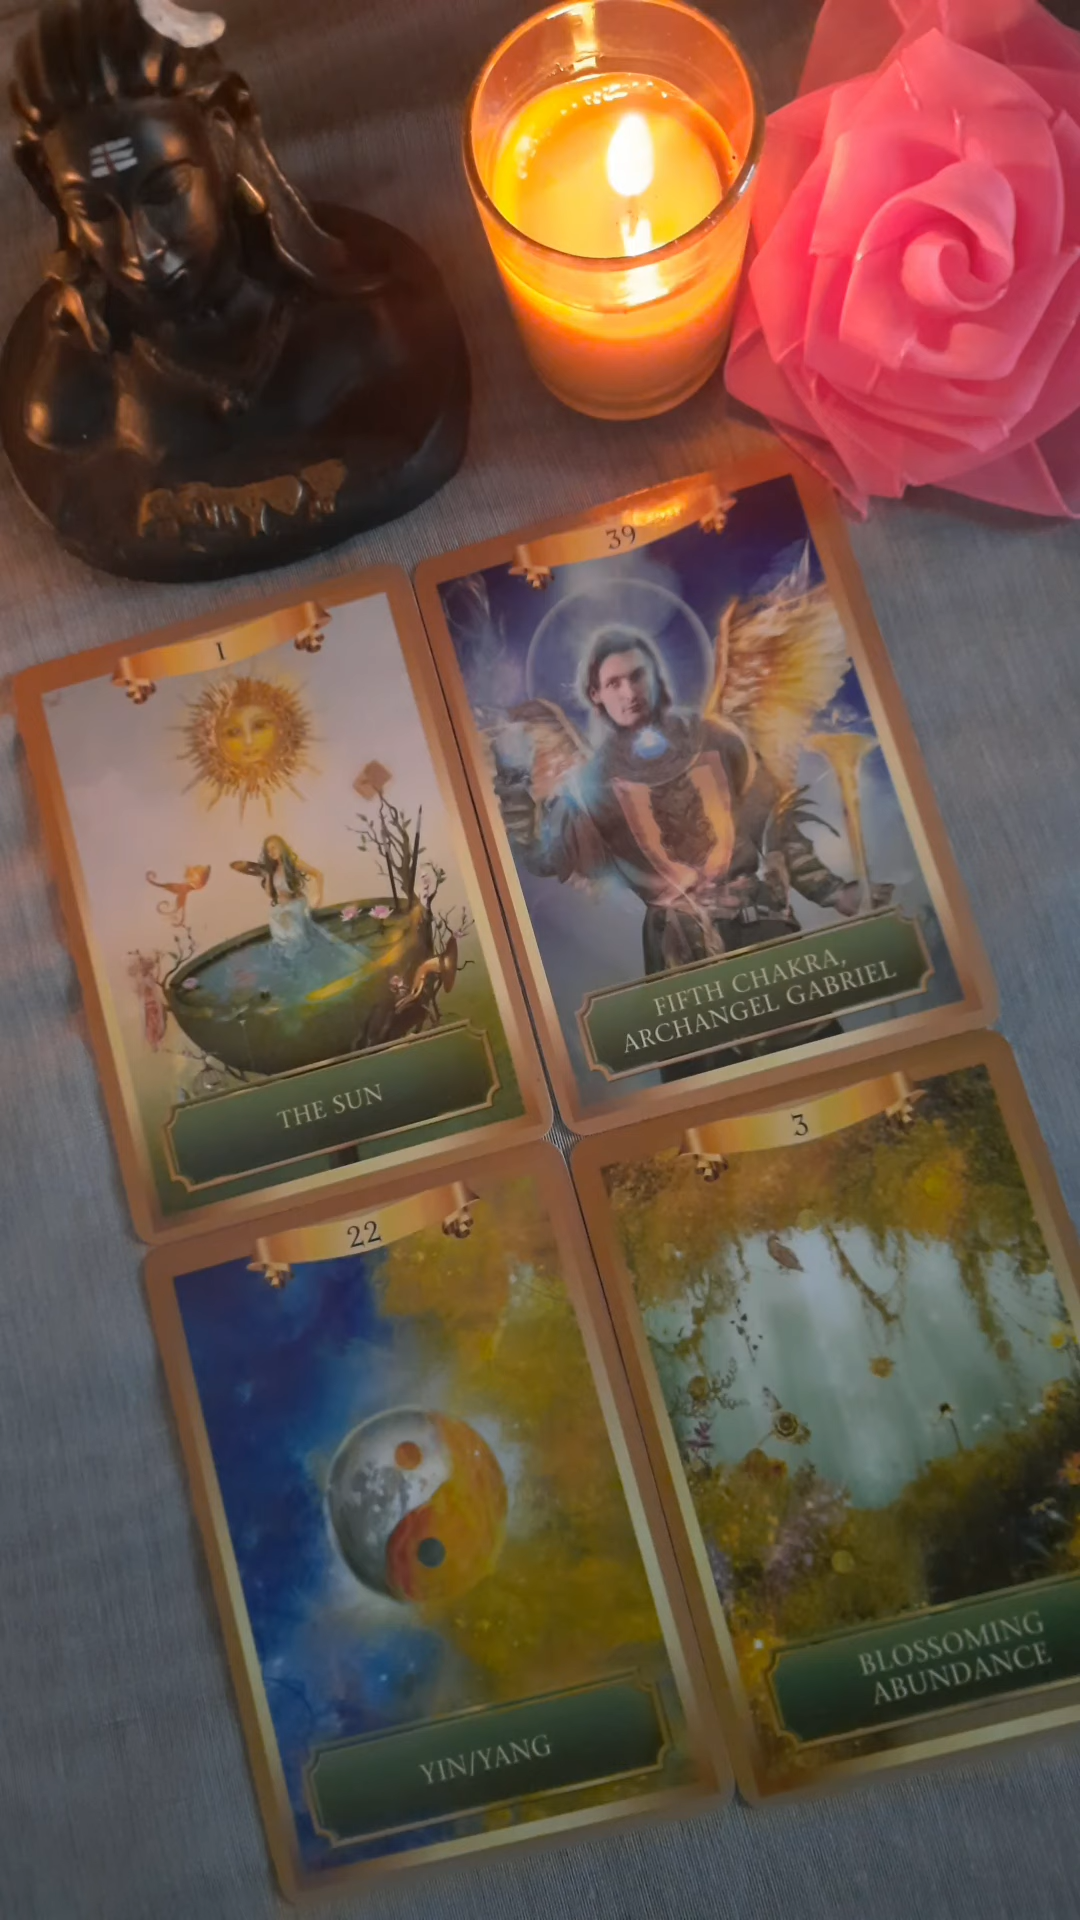 1
THE SUN
39
FIFTH CHAKRA,
ARCHANGEL GABRIEL
22
YIN/YANG
3
BLOSSOMING
ABUNDANCE